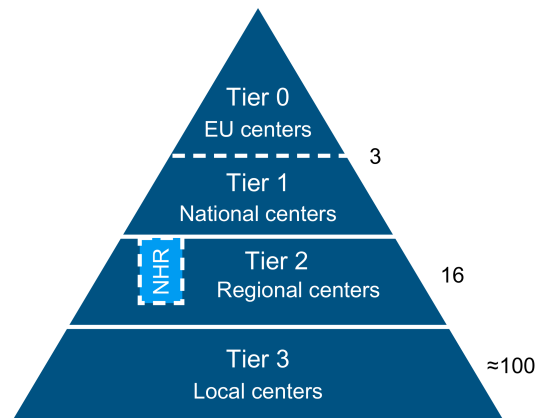 Tier 0
EU centers
3
Tier 1
National centers
NHR
Tier 2
Regional centers
16
Tier 3
Local centers
≈100